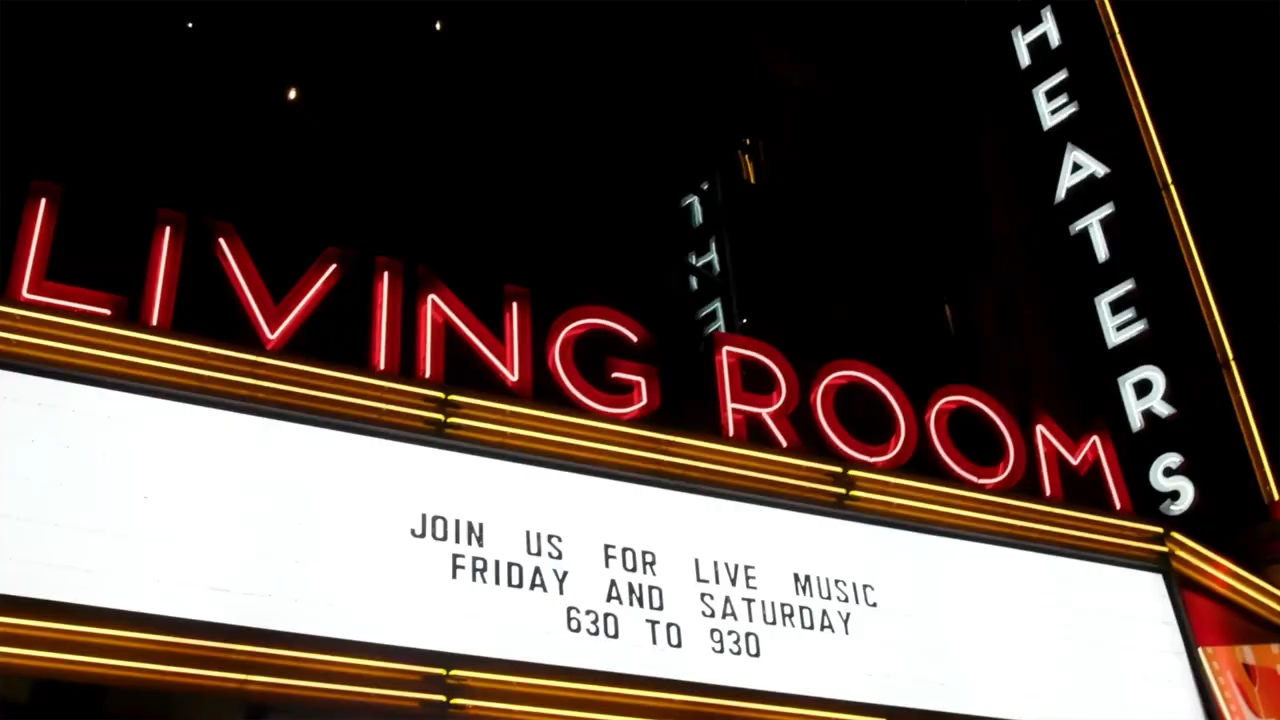 LIVING ROOM
HEATERS
THE
JOIN US FOR LIVE MUSIC
FRIDAY AND SATURDAY
630 TO 930